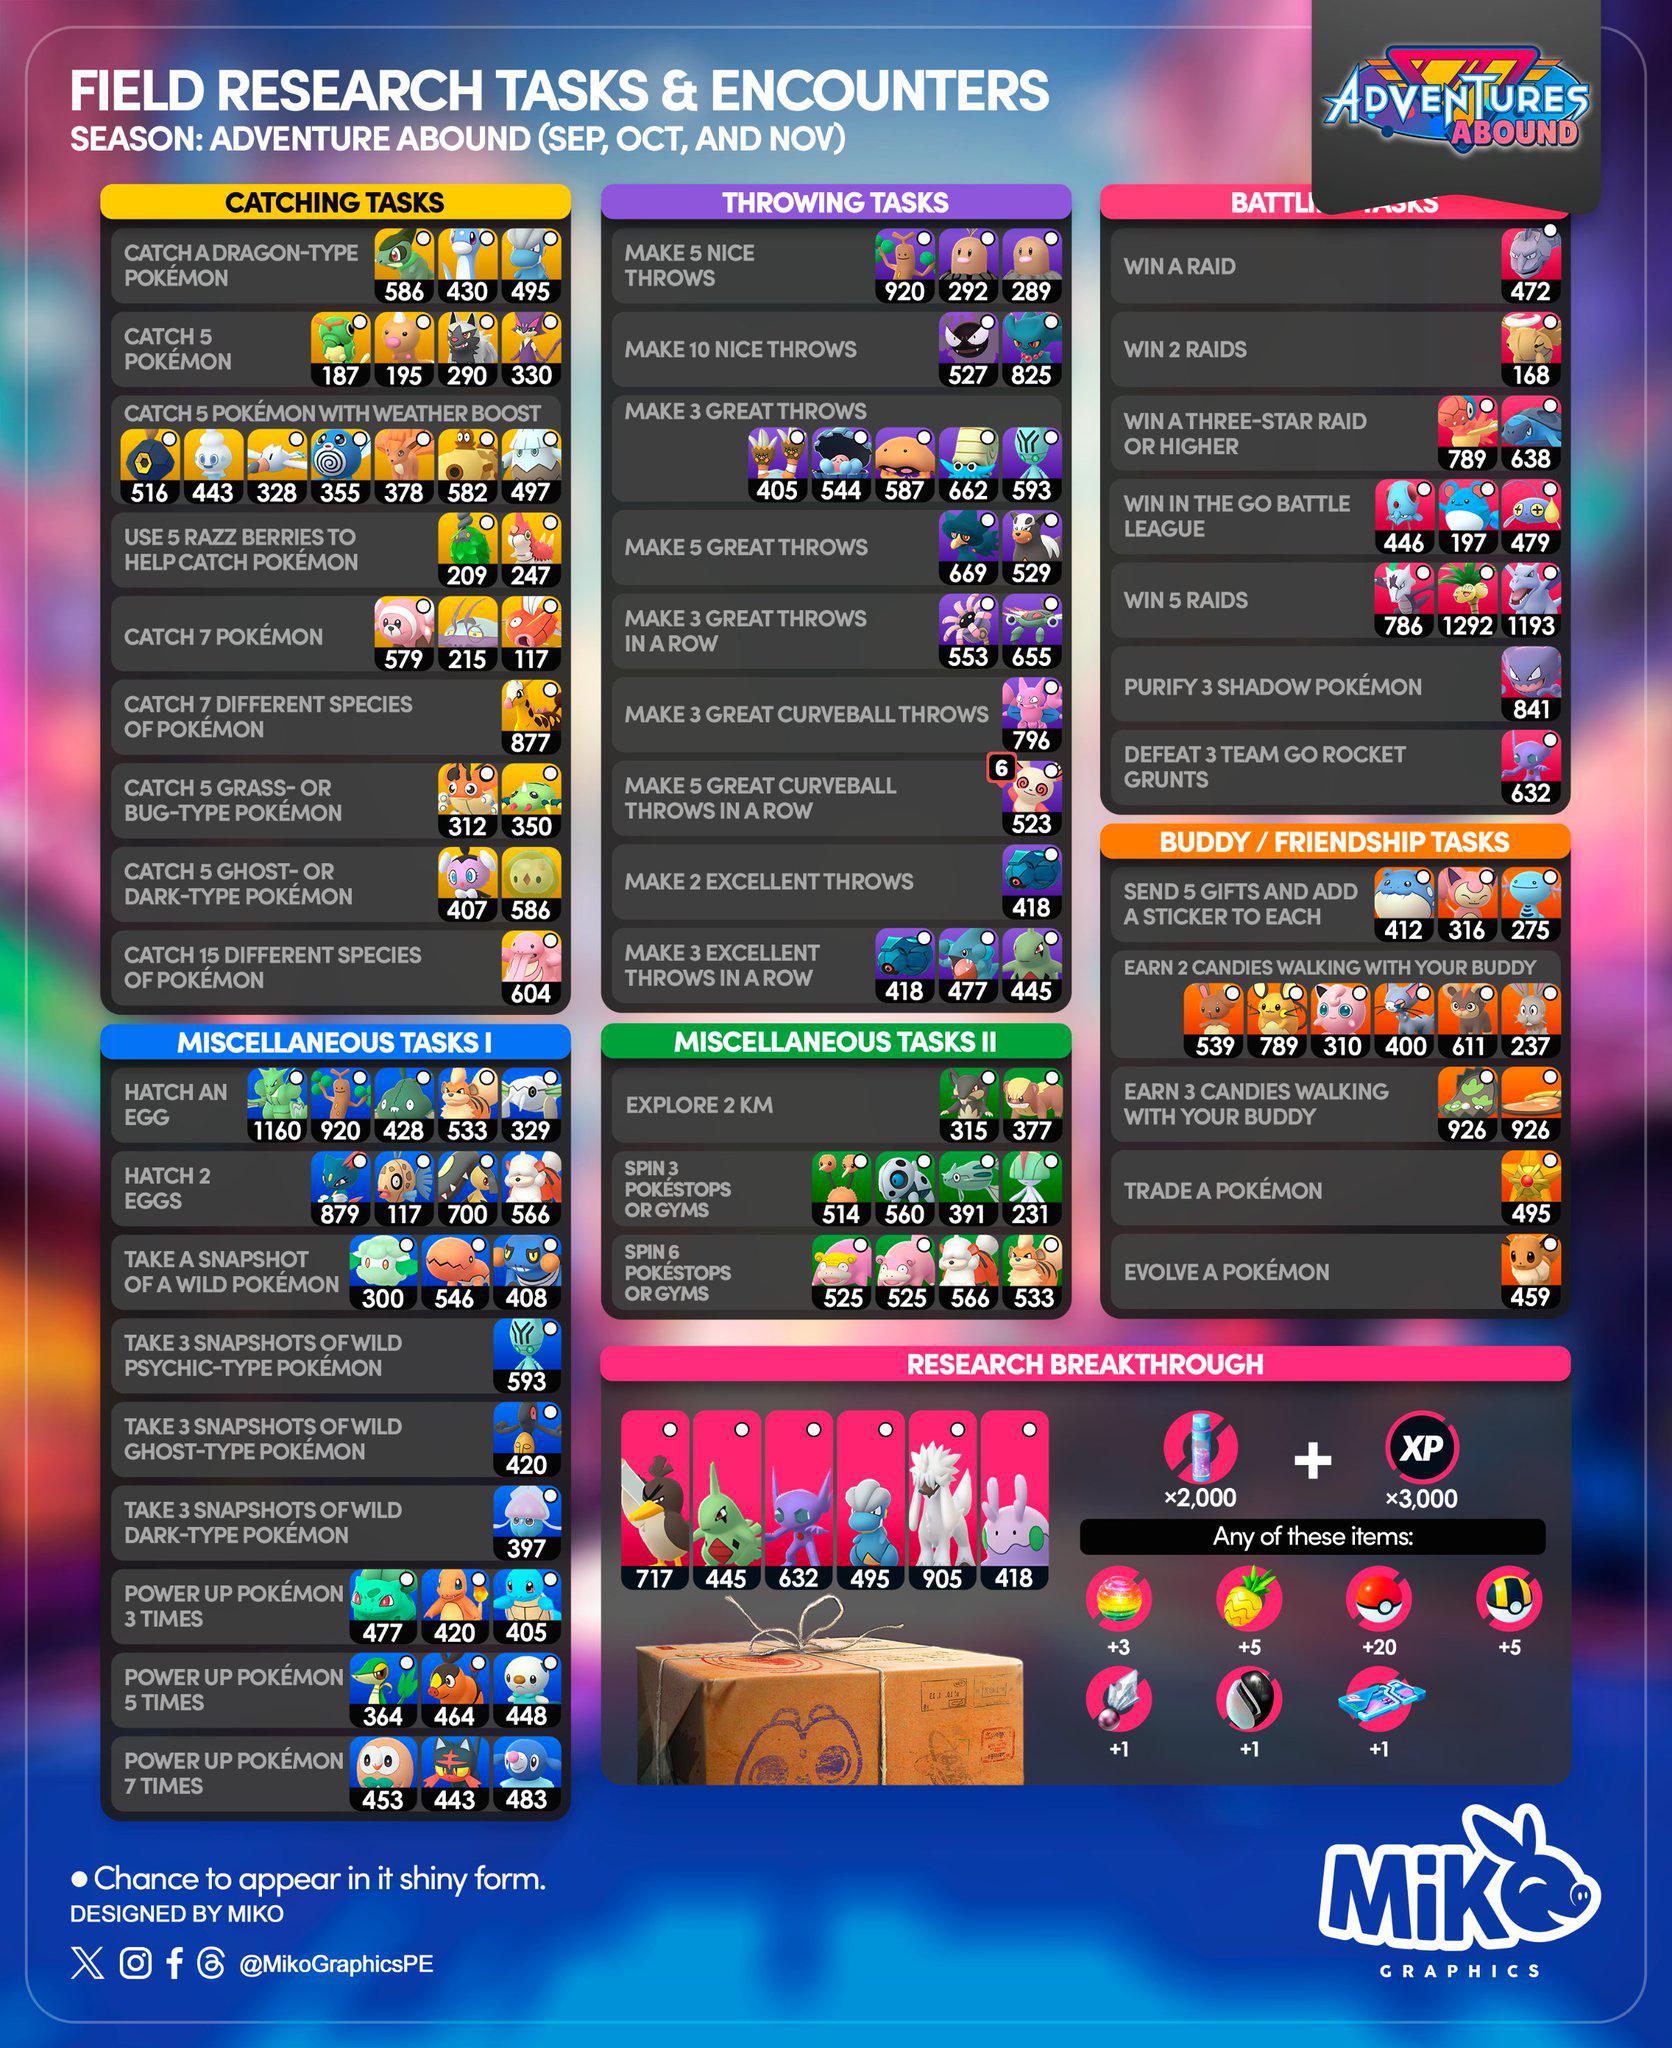 FIELD RESEARCH TASKS & ENCOUNTERS
SEASON: ADVENTURE ABOUND (SEP, OCT, AND NOV)
ADVENTURES
ABOUND
CATCHING TASKS
CATCH A DRAGON-TYPE
POKÉMON
586 430 495
CATCH 5
POKÉMON
187 195 290 330
CATCH 5 POKÉMON WITH WEATHER BOOST
516 443 328 355 378 582 497
USE 5 RAZZ BERRIES TO
HELP CATCH POKÉMON
209 247
CATCH 7 POKÉMON
579 215 117
CATCH 7 DIFFERENT SPECIES
OF POKÉMON
877
CATCH 5 GRASS- OR
BUG-TYPE POKÉMON
312 350
CATCH 5 GHOST- OR
DARK-TYPE POKÉMON
407 586
CATCH 15 DIFFERENT SPECIES
OF POKÉMON
604
THROWING TASKS
MAKE 5 NICE
THROWS
920 292 289
MAKE 10 NICE THROWS
527 825
MAKE 3 GREAT THROWS
405 544 587 662 593
MAKE 5 GREAT THROWS
669 529
MAKE 3 GREAT THROWS
IN A ROW
553 655
MAKE 3 GREAT CURVEBALL THROWS
796
MAKE 5 GREAT CURVEBALL
THROWS IN A ROW
6
523
MAKE 2 EXCELLENT THROWS
418
MAKE 3 EXCELLENT
THROWS IN A ROW
418 477 445
BATTL TASKS
WIN A RAID
472
WIN 2 RAIDS
168
WIN A THREE-STAR RAID
OR HIGHER
789 638
WIN IN THE GO BATTLE
LEAGUE
446 197 479
WIN 5 RAIDS
786 1292 1193
PURIFY 3 SHADOW POKÉMON
841
DEFEAT 3 TEAM GO ROCKET
GRUNTS
632
BUDDY / FRIENDSHIP TASKS
SEND 5 GIFTS AND ADD
A STICKER TO EACH
412 316 275
EARN 2 CANDIES WALKING WITH YOUR BUDDY
539 789 310 400 611 237
EARN 3 CANDIES WALKING
WITH YOUR BUDDY
926 926
TRADE A POKÉMON
495
EVOLVE A POKÉMON
459
MISCELLANEOUS TASKS I
HATCH AN
EGG
1160 920 428 533 329
HATCH 2
EGGS
879 117 700 566
TAKE A SNAPSHOT
OF A WILD POKÉMON
300 546 408
TAKE 3 SNAPSHOTS OF WILD
PSYCHIC-TYPE POKÉMON
593
TAKE 3 SNAPSHOTS OF WILD
GHOST-TYPE POKÉMON
420
TAKE 3 SNAPSHOTS OF WILD
DARK-TYPE POKÉMON
397
POWER UP POKÉMON
3 TIMES
477 420 405
POWER UP POKÉMON
5 TIMES
364 464 448
POWER UP POKÉMON
7 TIMES
453 443 483
MISCELLANEOUS TASKS II
EXPLORE 2 KM
315 377
SPIN 3
POKÉSTOPS
OR GYMS
514 560 391 231
SPIN 6
POKÉSTOPS
OR GYMS
525 525 566 533
RESEARCH BREAKTHROUGH
717 445 632 495 905 418
×2,000
+
XP
×3,000
Any of these items:
+3 +5 +20 +5
+1 +1 +1
Chance to appear in it shiny form.
DESIGNED BY MIKO
@MikoGraphicsPE
MiKO
GRAPHICS